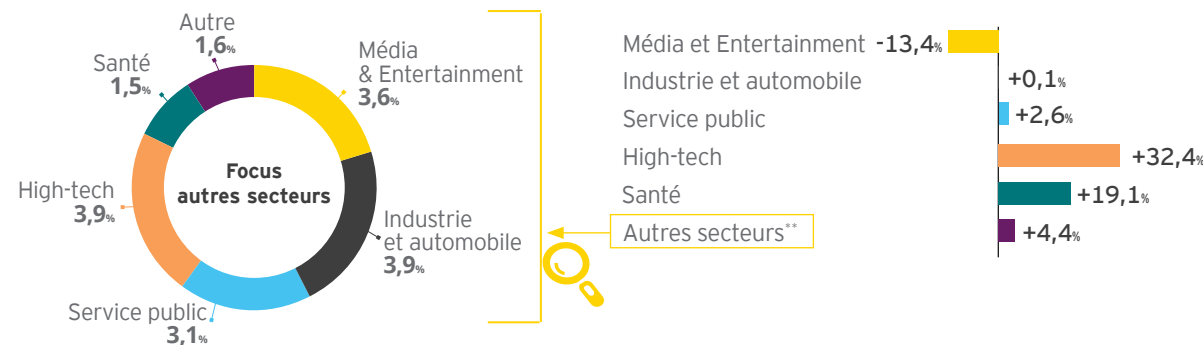 Autre
1,6%
Santé
1,5%
Média
& Entertainment
3,6%
Focus
autres secteurs
High-tech
3,9%
Industrie
et automobile
3,9%
Service public
3,1%
Média et Entertainment -13,4%
Industrie et automobile +0,1%
Service public +2,6%
High-tech +32,4%
Santé +19,1%
Autres secteurs** +4,4%